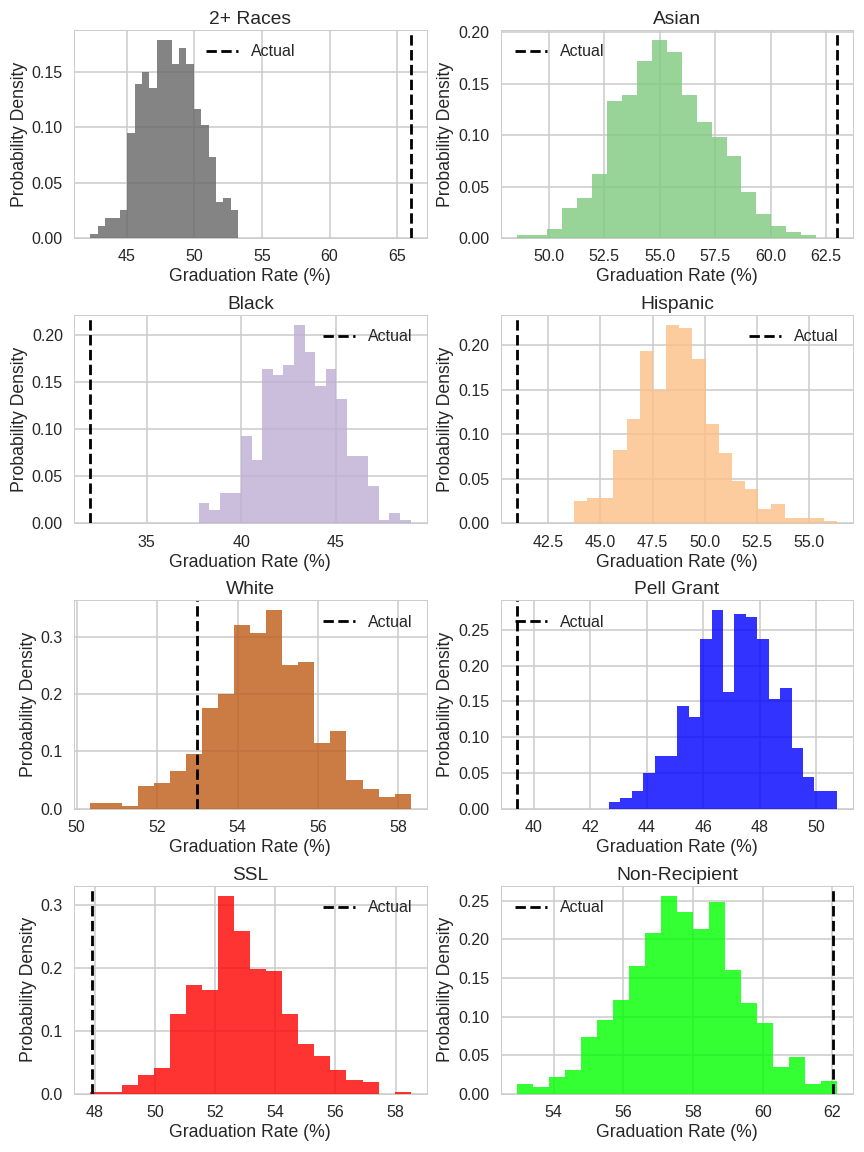 2+ Races
Probability Density
0.15
0.10
0.05
0.00
Actual
45 50 55 60 65
Graduation Rate (%)
Asian
Probability Density
0.20
0.15
0.10
0.05
0.00
Actual
50.0 52.5 55.0 57.5 60.0 62.5
Graduation Rate (%)
Black
Probability Density
0.20
0.15
0.10
0.05
0.00
Actual
35 40 45
Graduation Rate (%)
Hispanic
Probability Density
0.20
0.15
0.10
0.05
0.00
Actual
42.5 45.0 47.5 50.0 52.5 55.0
Graduation Rate (%)
White
Probability Density
0.3
0.2
0.1
0.0
Actual
50 52 54 56 58
Graduation Rate (%)
Pell Grant
Probability Density
0.25
0.20
0.15
0.10
0.05
0.00
Actual
40 42 44 46 48 50
Graduation Rate (%)
SSL
Probability Density
0.3
0.2
0.1
0.0
Actual
48 50 52 54 56 58
Graduation Rate (%)
Non-Recipient
Probability Density
0.25
0.20
0.15
0.10
0.05
0.00
Actual
54 56 58 60 62
Graduation Rate (%)